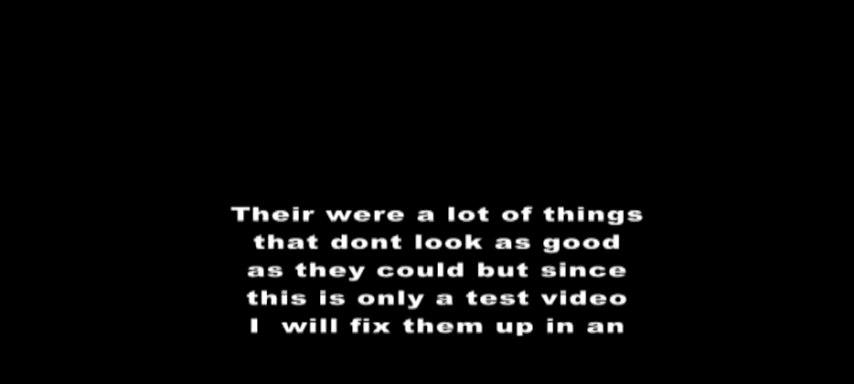 Their were a lot of things
that dont look as good
as they could but since
this is only a test video
I  will fix them up in an